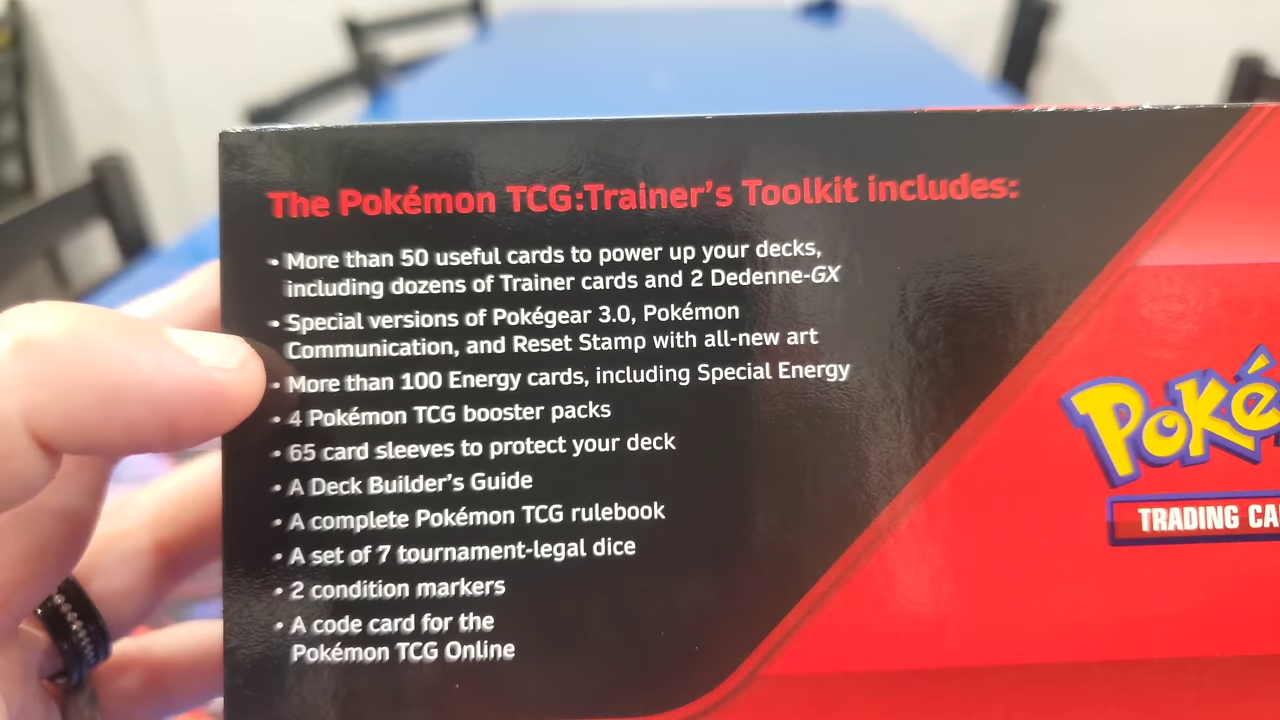 The Pokémon TCG:Trainer's Toolkit includes:
• More than 50 useful cards to power up your decks,
including dozens of Trainer cards and 2 Dedenne-GX
• Special versions of Pokégear 3.0, Pokémon
Communication, and Reset Stamp with all-new art
• More than 100 Energy cards, including Special Energy
• 4 Pokémon TCG booster packs
• 65 card sleeves to protect your deck
• A Deck Builder's Guide
• A complete Pokémon TCG rulebook
• A set of 7 tournament-legal dice
• 2 condition markers
• A code card for the
Pokémon TCG Online
Poké
TRADING CA